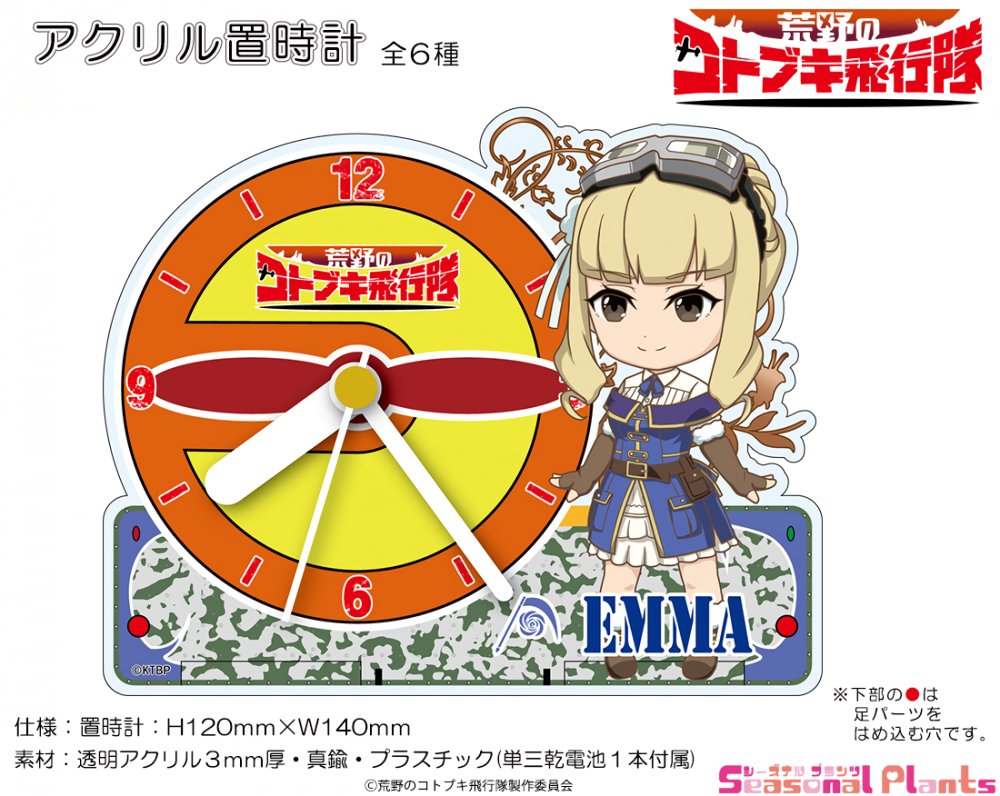 アクリル置時計 全6種
荒野の
コトブキ飛行隊
12
荒野の
コトブキ飛行隊
9
6
EMMA
©KTBP
※下部の●は
足パーツを
はめ込む穴です。
仕様：置時計：H120mm×W140mm
素材：透明アクリル3mm厚・真鍮・プラスチック(単三乾電池1本付属)
©荒野のコトブキ飛行隊製作委員会
シーズナル プランツ
Seasonal Plants